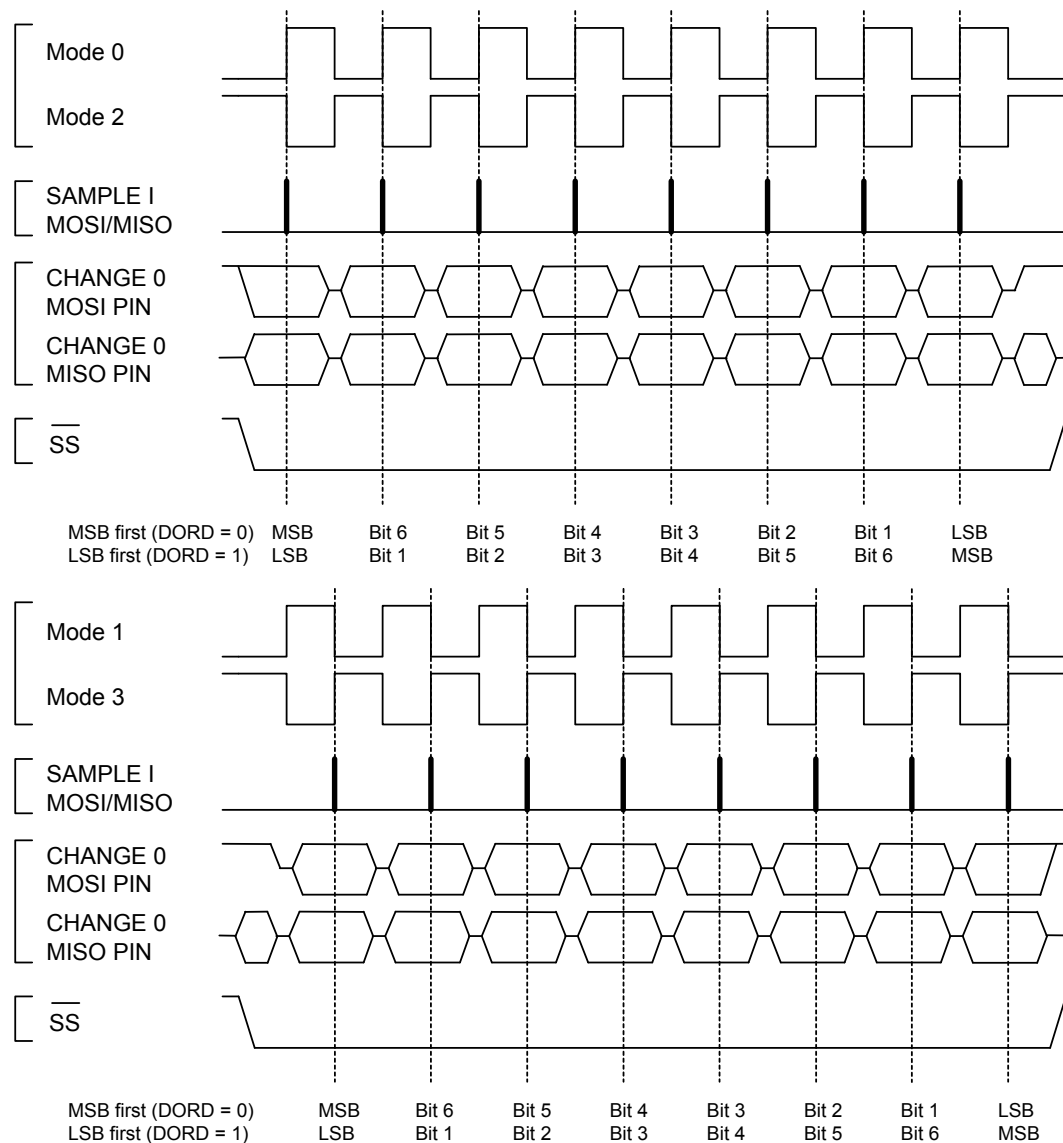 Mode 0
Mode 2
SAMPLE I
MOSI/MISO
CHANGE 0
MOSI PIN
CHANGE 0
MISO PIN
SS
MSB first (DORD = 0) MSB Bit 6 Bit 5 Bit 4 Bit 3 Bit 2 Bit 1 LSB
LSB first (DORD = 1) LSB Bit 1 Bit 2 Bit 3 Bit 4 Bit 5 Bit 6 MSB
Mode 1
Mode 3
SAMPLE I
MOSI/MISO
CHANGE 0
MOSI PIN
CHANGE 0
MISO PIN
SS
MSB first (DORD = 0) MSB Bit 6 Bit 5 Bit 4 Bit 3 Bit 2 Bit 1 LSB
LSB first (DORD = 1) LSB Bit 1 Bit 2 Bit 3 Bit 4 Bit 5 Bit 6 MSB